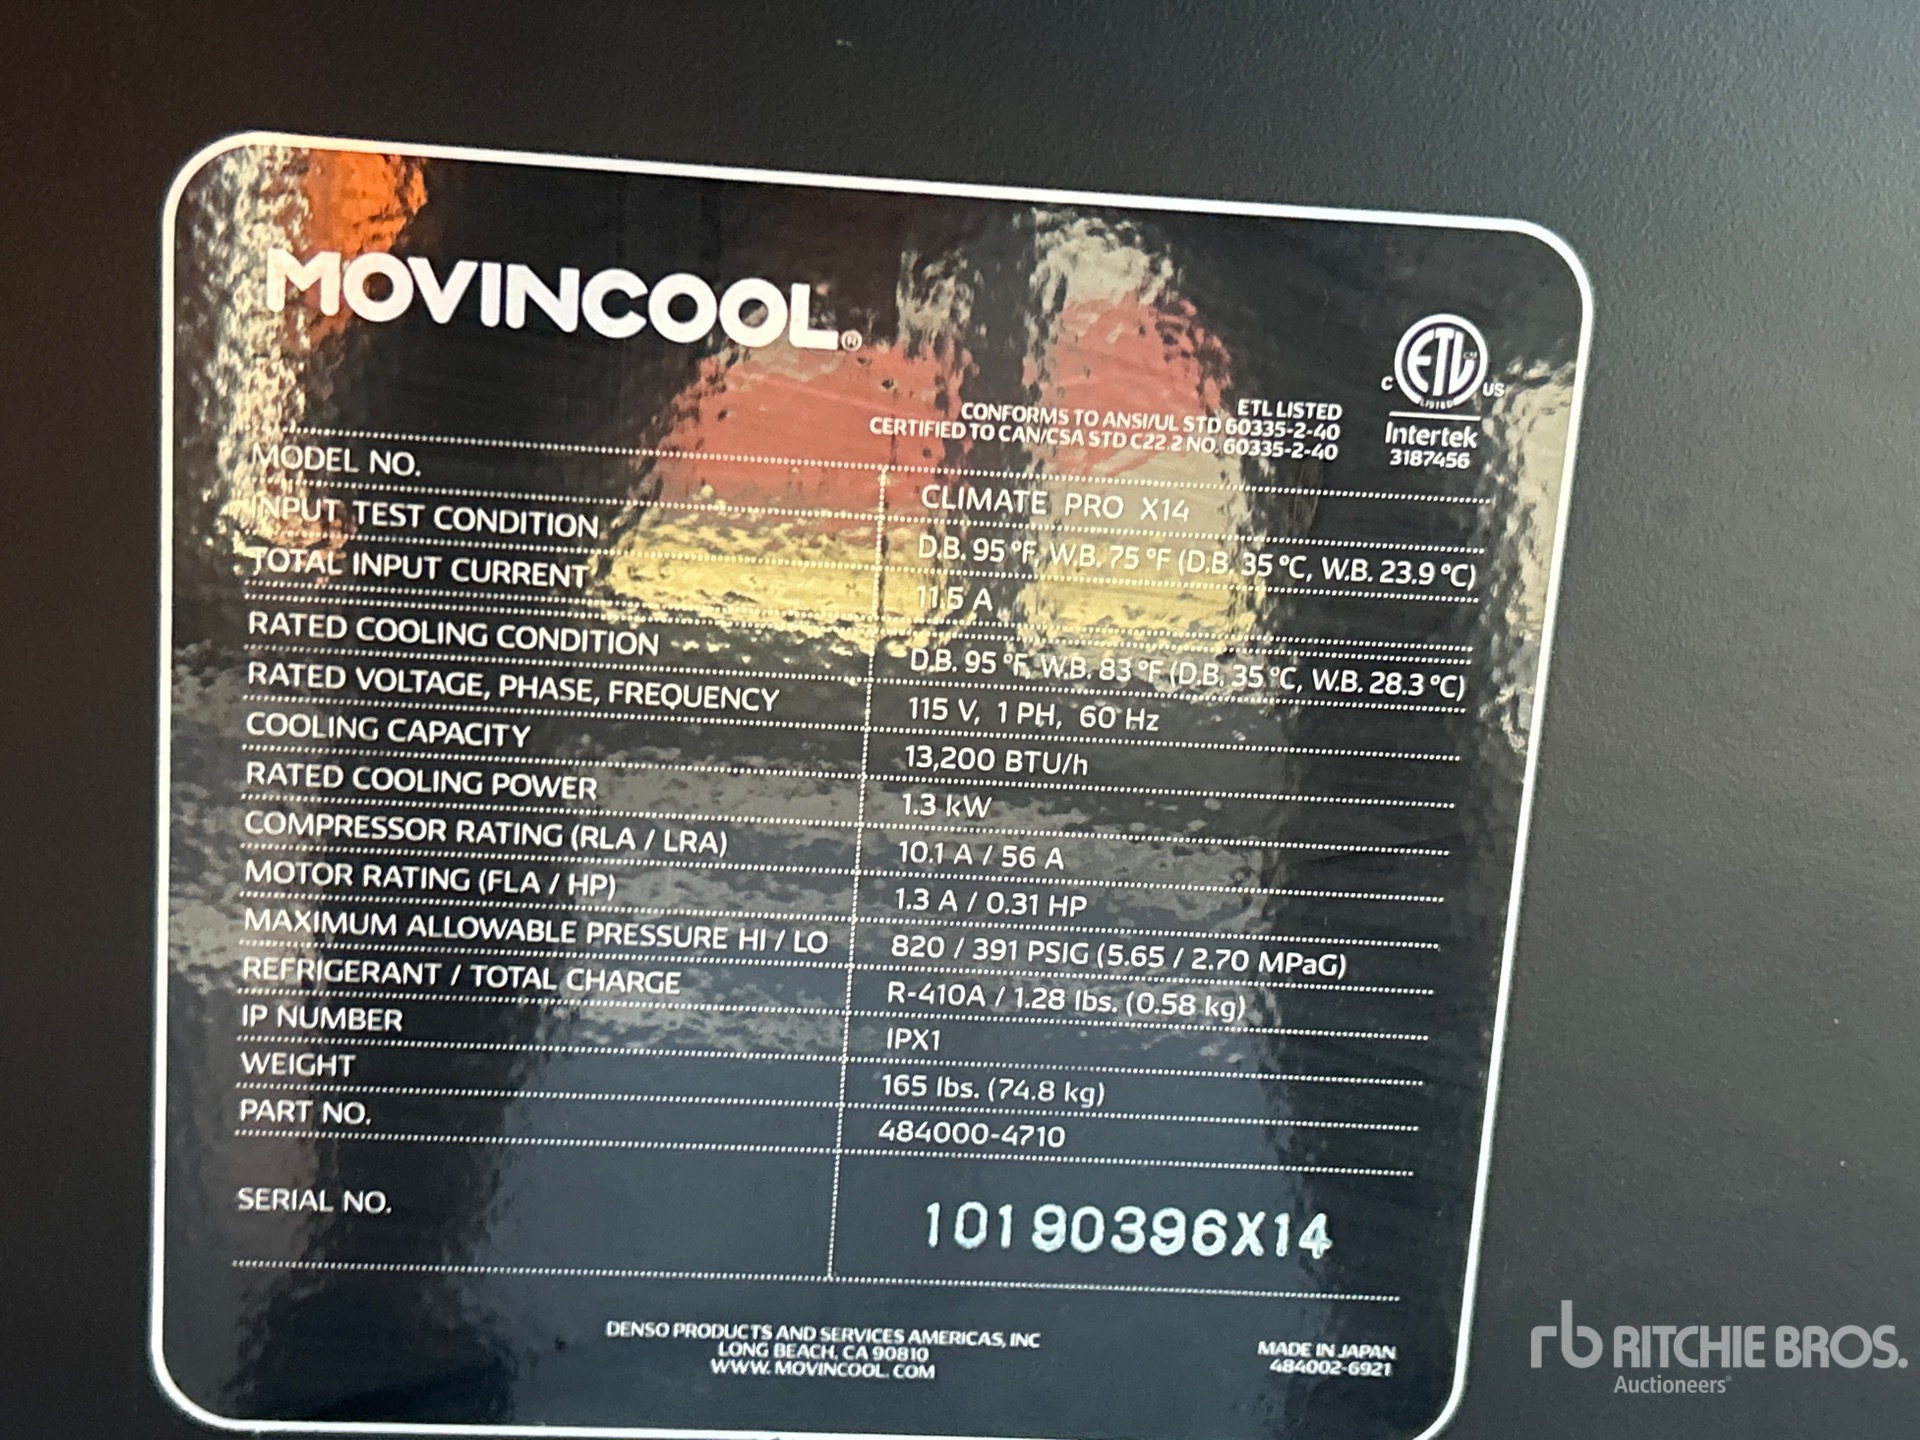 MOVINCOOL®
C ETL CM LISTED US
ETL LISTED
CONFORMS TO ANSI/UL STD 60335-2-40
CERTIFIED TO CAN/CSA STD C22.2 NO. 60335-2-40
Intertek
3187456
MODEL NO. CLIMATE PRO X14
INPUT TEST CONDITION D.B. 95 °F, W.B. 75 °F (D.B. 35 °C, W.B. 23.9 °C)
TOTAL INPUT CURRENT 11.5 A
RATED COOLING CONDITION D.B. 95 °F, W.B. 83 °F (D.B. 35 °C, W.B. 28.3 °C)
RATED VOLTAGE, PHASE, FREQUENCY 115 V, 1 PH, 60 Hz
COOLING CAPACITY 13,200 BTU/h
RATED COOLING POWER 1.3 kW
COMPRESSOR RATING (RLA / LRA) 10.1 A / 56 A
MOTOR RATING (FLA / HP) 1.3 A / 0.31 HP
MAXIMUM ALLOWABLE PRESSURE HI / LO 820 / 391 PSIG (5.65 / 2.70 MPaG)
REFRIGERANT / TOTAL CHARGE R-410A / 1.28 lbs. (0.58 kg)
IP NUMBER IPX1
WEIGHT 165 lbs. (74.8 kg)
PART NO. 484000-4710
SERIAL NO. 10190396X14
DENSO PRODUCTS AND SERVICES AMERICAS, INC
LONG BEACH, CA 90810
WWW. MOVINCOOL. COM
MADE IN JAPAN
484002-6921
rb RITCHIE BROS.
Auctioneers®